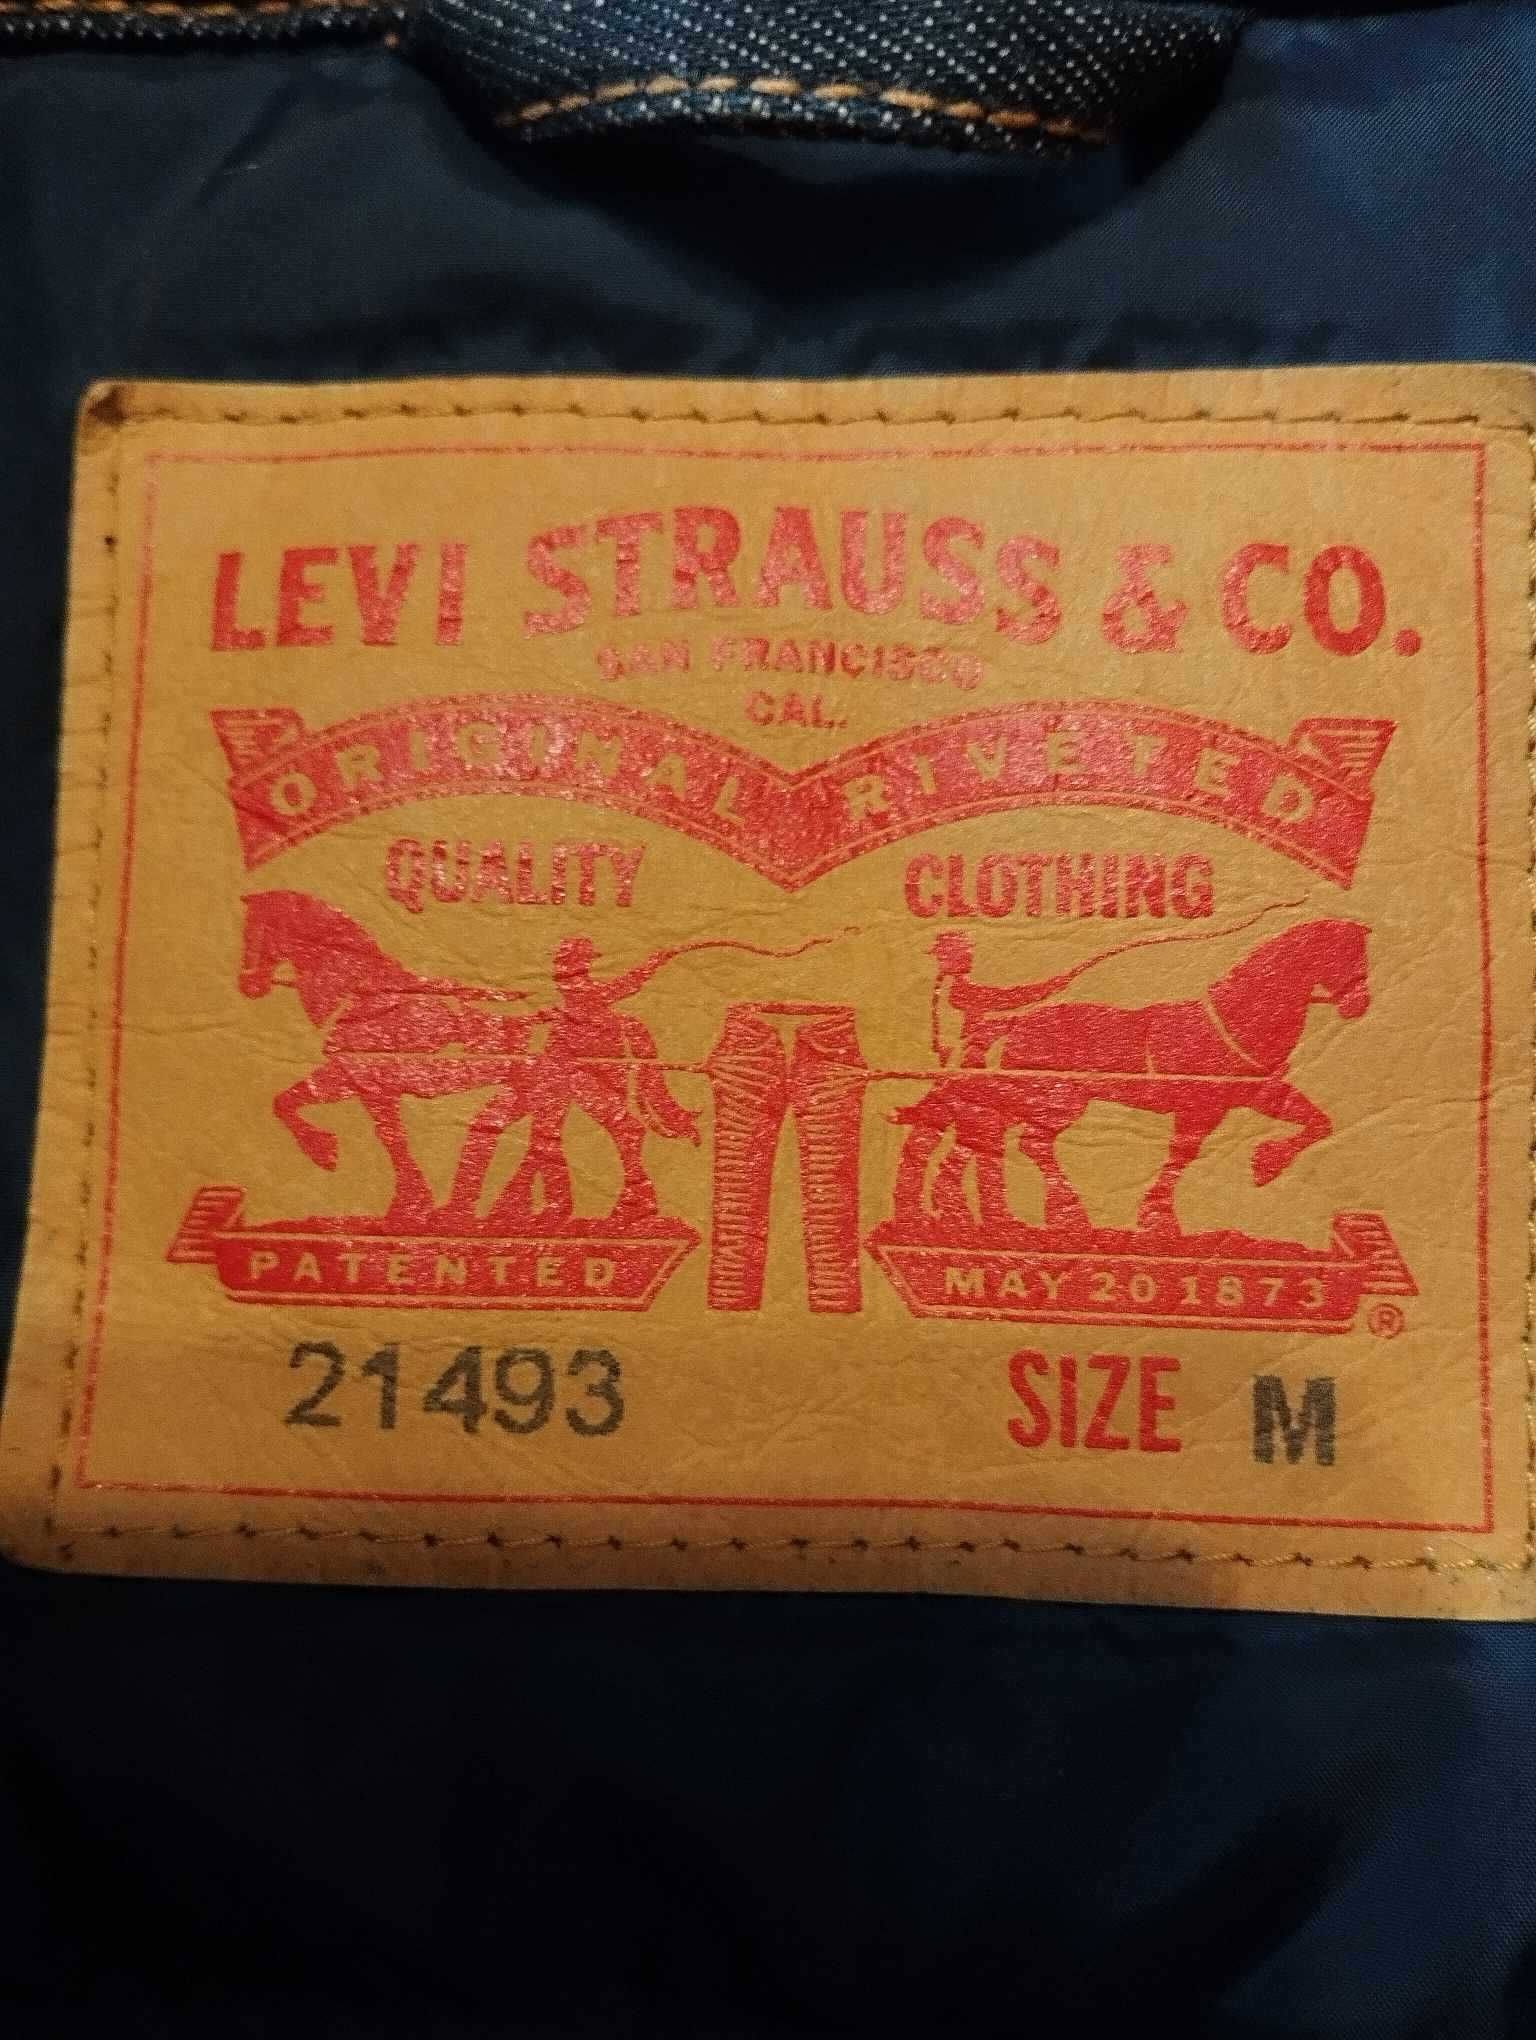 LEVI STRAUSS & CO.
SAN FRANCISCO
CAL.
ORIGINAL RIVETED
QUALITY CLOTHING
PATENTED MAY 20 1873 ®
21493 SIZE M